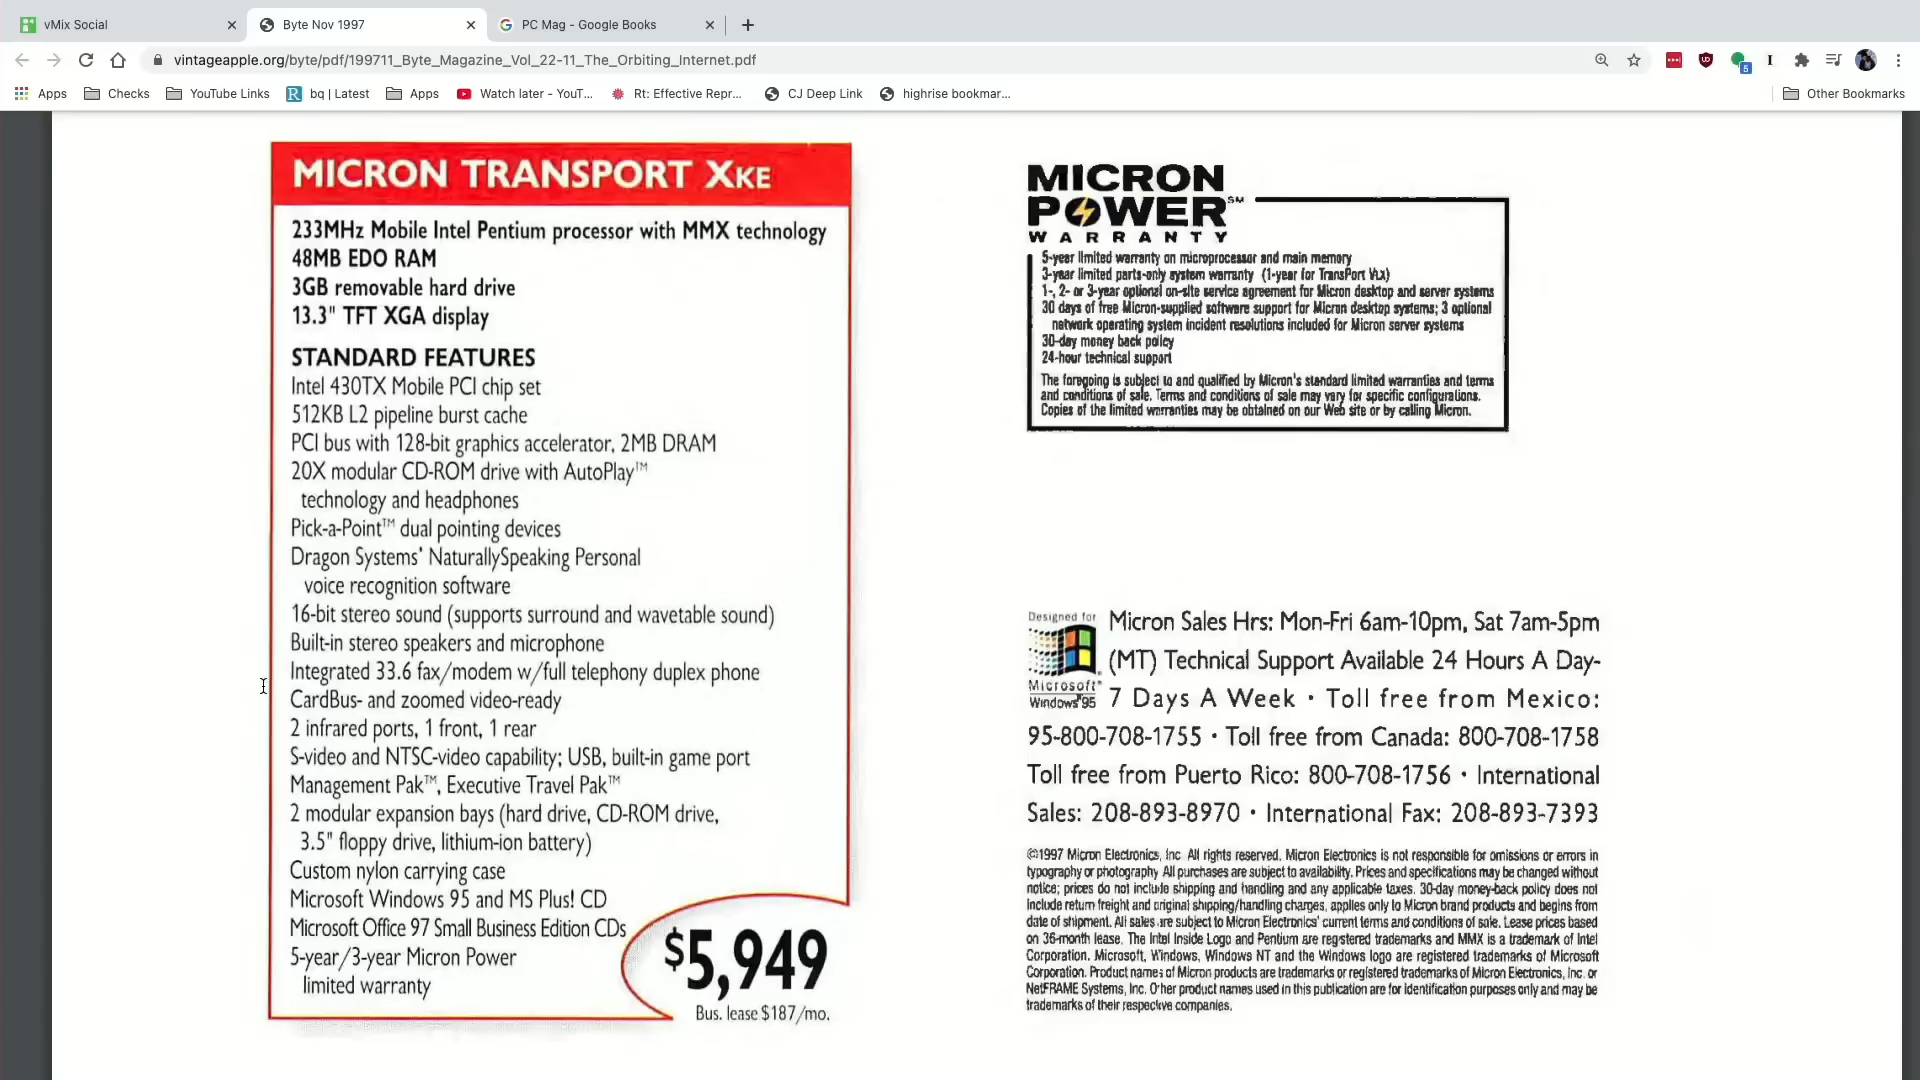 vMix Social
Byte Nov 1997
PC Mag - Google Books
vintageapple.org/byte/pdf/199711_Byte_Magazine_Vol_22-11_The_Orbiting_Internet.pdf
5
Apps
Checks
YouTube Links
bq | Latest
Apps
Watch later - YouT...
Rt: Effective Repr...
CJ Deep Link
highrise bookmar...
Other Bookmarks
MICRON TRANSPORT XKE
233MHz Mobile Intel Pentium processor with MMX technology
48MB EDO RAM
3GB removable hard drive
13.3" TFT XGA display
STANDARD FEATURES
Intel 430TX Mobile PCI chip set
512KB L2 pipeline burst cache
PCI bus with 128-bit graphics accelerator, 2MB DRAM
20X modular CD-ROM drive with AutoPlay™
technology and headphones
Pick-a-Point™ dual pointing devices
Dragon Systems' NaturallySpeaking Personal
voice recognition software
16-bit stereo sound (supports surround and wavetable sound)
Built-in stereo speakers and microphone
Integrated 33.6 fax/modem w/full telephony duplex phone
CardBus- and zoomed video-ready
2 infrared ports, 1 front, 1 rear
S-video and NTSC-video capability; USB, built-in game port
Management Pak™, Executive Travel Pak™
2 modular expansion bays (hard drive, CD-ROM drive,
3.5" floppy drive, lithium-ion battery)
Custom nylon carrying case
Microsoft Windows 95 and MS Plus! CD
Microsoft Office 97 Small Business Edition CDs
5-year/3-year Micron Power
limited warranty
$5,949
Bus. lease $187/mo.
MICRON
POWER℠
WARRANTY
5-year limited warranty on microprocessor and main memory
3-year limited parts-only system warranty (1-year for TransPort VLX)
1-, 2- or 3-year optional on-site service agreement for Micron desktop and server systems
30 days of free Micron-supplied software support for Micron desktop systems; 3 optional
network operating system incident resolutions included for Micron server systems
30-day money back policy
24-hour technical support
The foregoing is subject to and qualified by Micron's standard limited warranties and terms
and conditions of sale. Terms and conditions of sale may vary for specific configurations.
Copies of the limited warranties may be obtained on our Web site or by calling Micron.
Designed for
Microsoft®
Windows®95
Micron Sales Hrs: Mon-Fri 6am-10pm, Sat 7am-5pm
(MT) Technical Support Available 24 Hours A Day-
7 Days A Week • Toll free from Mexico:
95-800-708-1755 • Toll free from Canada: 800-708-1758
Toll free from Puerto Rico: 800-708-1756 • International
Sales: 208-893-8970 • International Fax: 208-893-7393
©1997 Micron Electronics, Inc. All rights reserved. Micron Electronics is not responsible for omissions or errors in
typography or photography. All purchases are subject to availability. Prices and specifications may be changed without
notice; prices do not include shipping and handling and any applicable taxes. 30-day money-back policy does not
include return freight and original shipping/handling charges, applies only to Micron brand products and begins from
date of shipment. All sales are subject to Micron Electronics' current terms and conditions of sale. Lease prices based
on 36-month lease. The Intel Inside Logo and Pentium are registered trademarks and MMX is a trademark of Intel
Corporation. Microsoft, Windows, Windows NT and the Windows logo are registered trademarks of Microsoft
Corporation. Product names of Micron products are trademarks or registered trademarks of Micron Electronics, Inc. or
NetFRAME Systems, Inc. Other product names used in this publication are for identification purposes only and may be
trademarks of their respective companies.